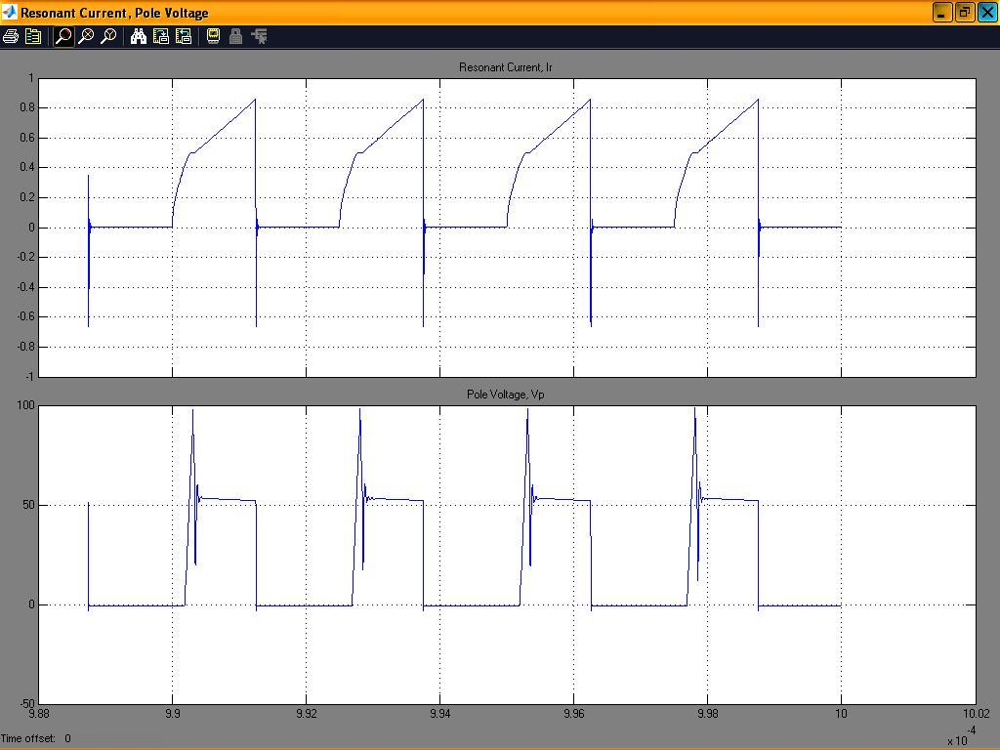 Resonant Current, Pole Voltage
Resonant Current, Ir
1
0.8
0.6
0.4
0.2
0
-0.2
-0.4
-0.6
-0.8
-1
Pole Voltage, Vp
100
50
0
-50
9.88 9.9 9.92 9.94 9.96 9.98 10 10.02
x 10 -4
Time offset: 0